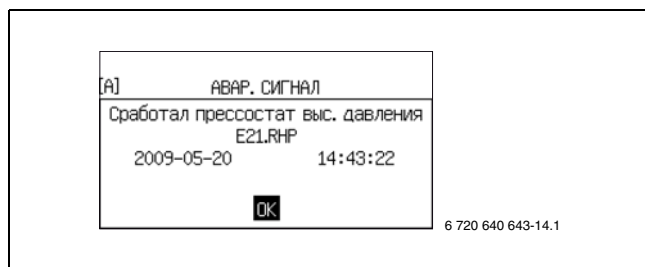 [A] АВАР. СИГНАЛ
Сработал прессостат выс. давления
E21.RHP
2009-05-20 14:43:22
OK
6 720 640 643-14.1